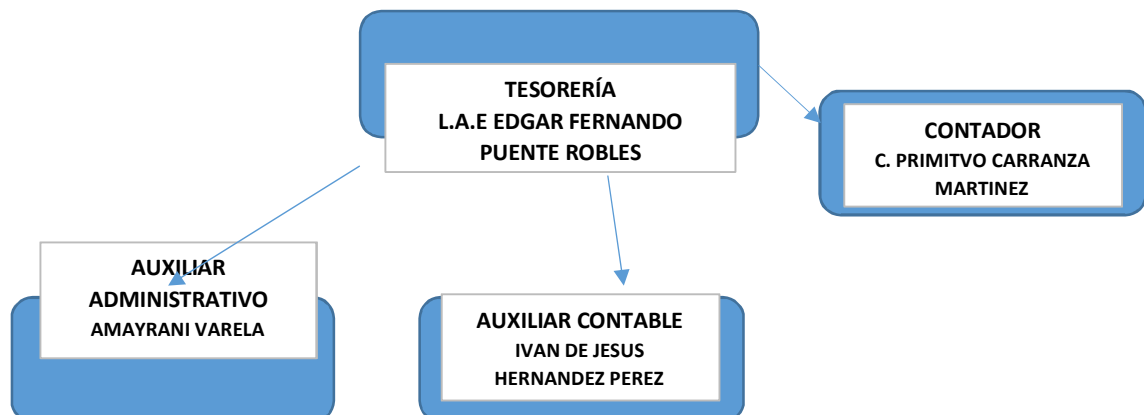 TESORERÍA
L.A.E EDGAR FERNANDO
PUENTE ROBLES
CONTADOR
C. PRIMITVO CARRANZA
MARTINEZ
AUXILIAR
ADMINISTRATIVO
AMAYRANI VARELA
AUXILIAR CONTABLE
IVAN DE JESUS
HERNANDEZ PEREZ